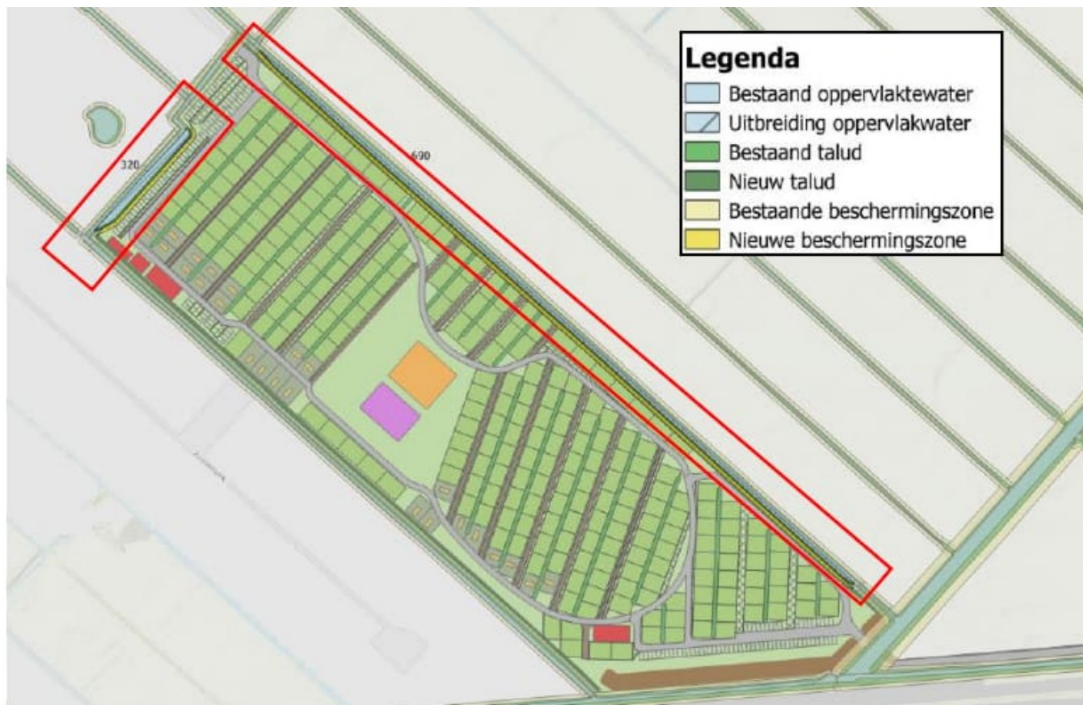 Legenda
Bestaand oppervlaktewater
Uitbreiding oppervlakwater
Bestaand talud
Nieuw talud
Bestaande beschermingszone
Nieuwe beschermingszone
320
690